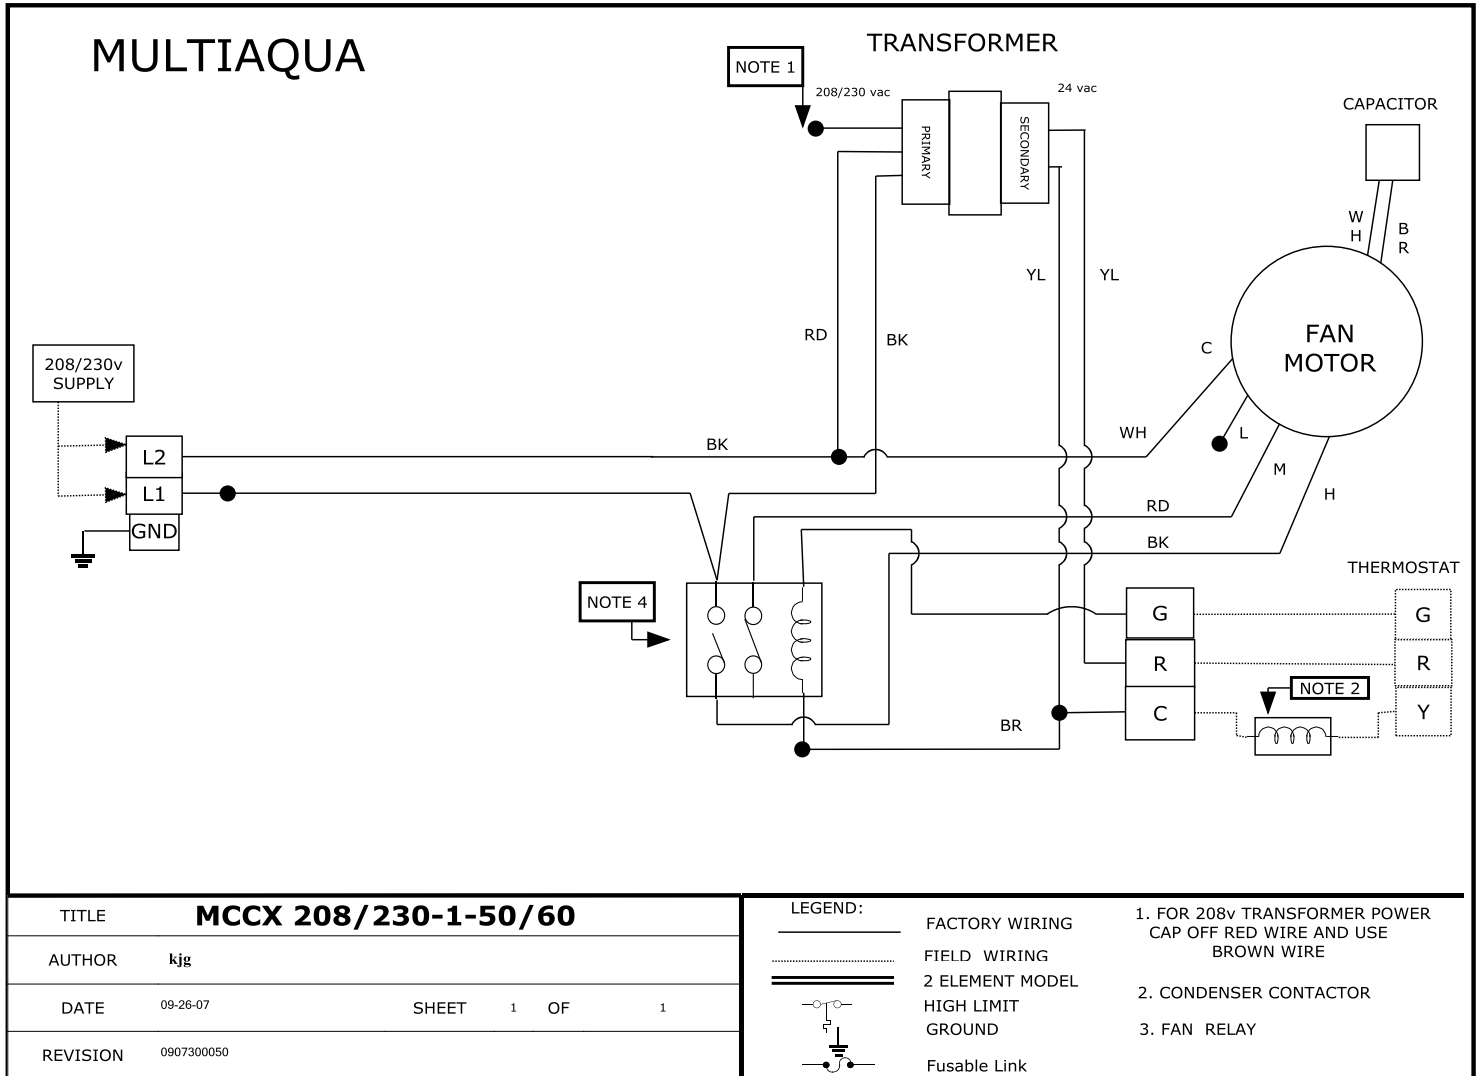 MULTIAQUA
TRANSFORMER
NOTE 1
208/230 vac
24 vac
PRIMARY
SECONDARY
CAPACITOR
W
H
B
R
YL
YL
RD
BK
FAN
MOTOR
C
208/230v
SUPPLY
WH
L
BK
L2
M
L1
H
RD
GND
BK
THERMOSTAT
NOTE 4
G
G
R
R
NOTE 2
C
Y
BR
TITLE
MCCX 208/230-1-50/60
AUTHOR
kjg
DATE
09-26-07
SHEET 1 OF 1
REVISION
0907300050
LEGEND:
FACTORY WIRING
FIELD WIRING
2 ELEMENT MODEL
HIGH LIMIT
GROUND
Fusable Link
1. FOR 208v TRANSFORMER POWER
CAP OFF RED WIRE AND USE
BROWN WIRE
2. CONDENSER CONTACTOR
3. FAN RELAY